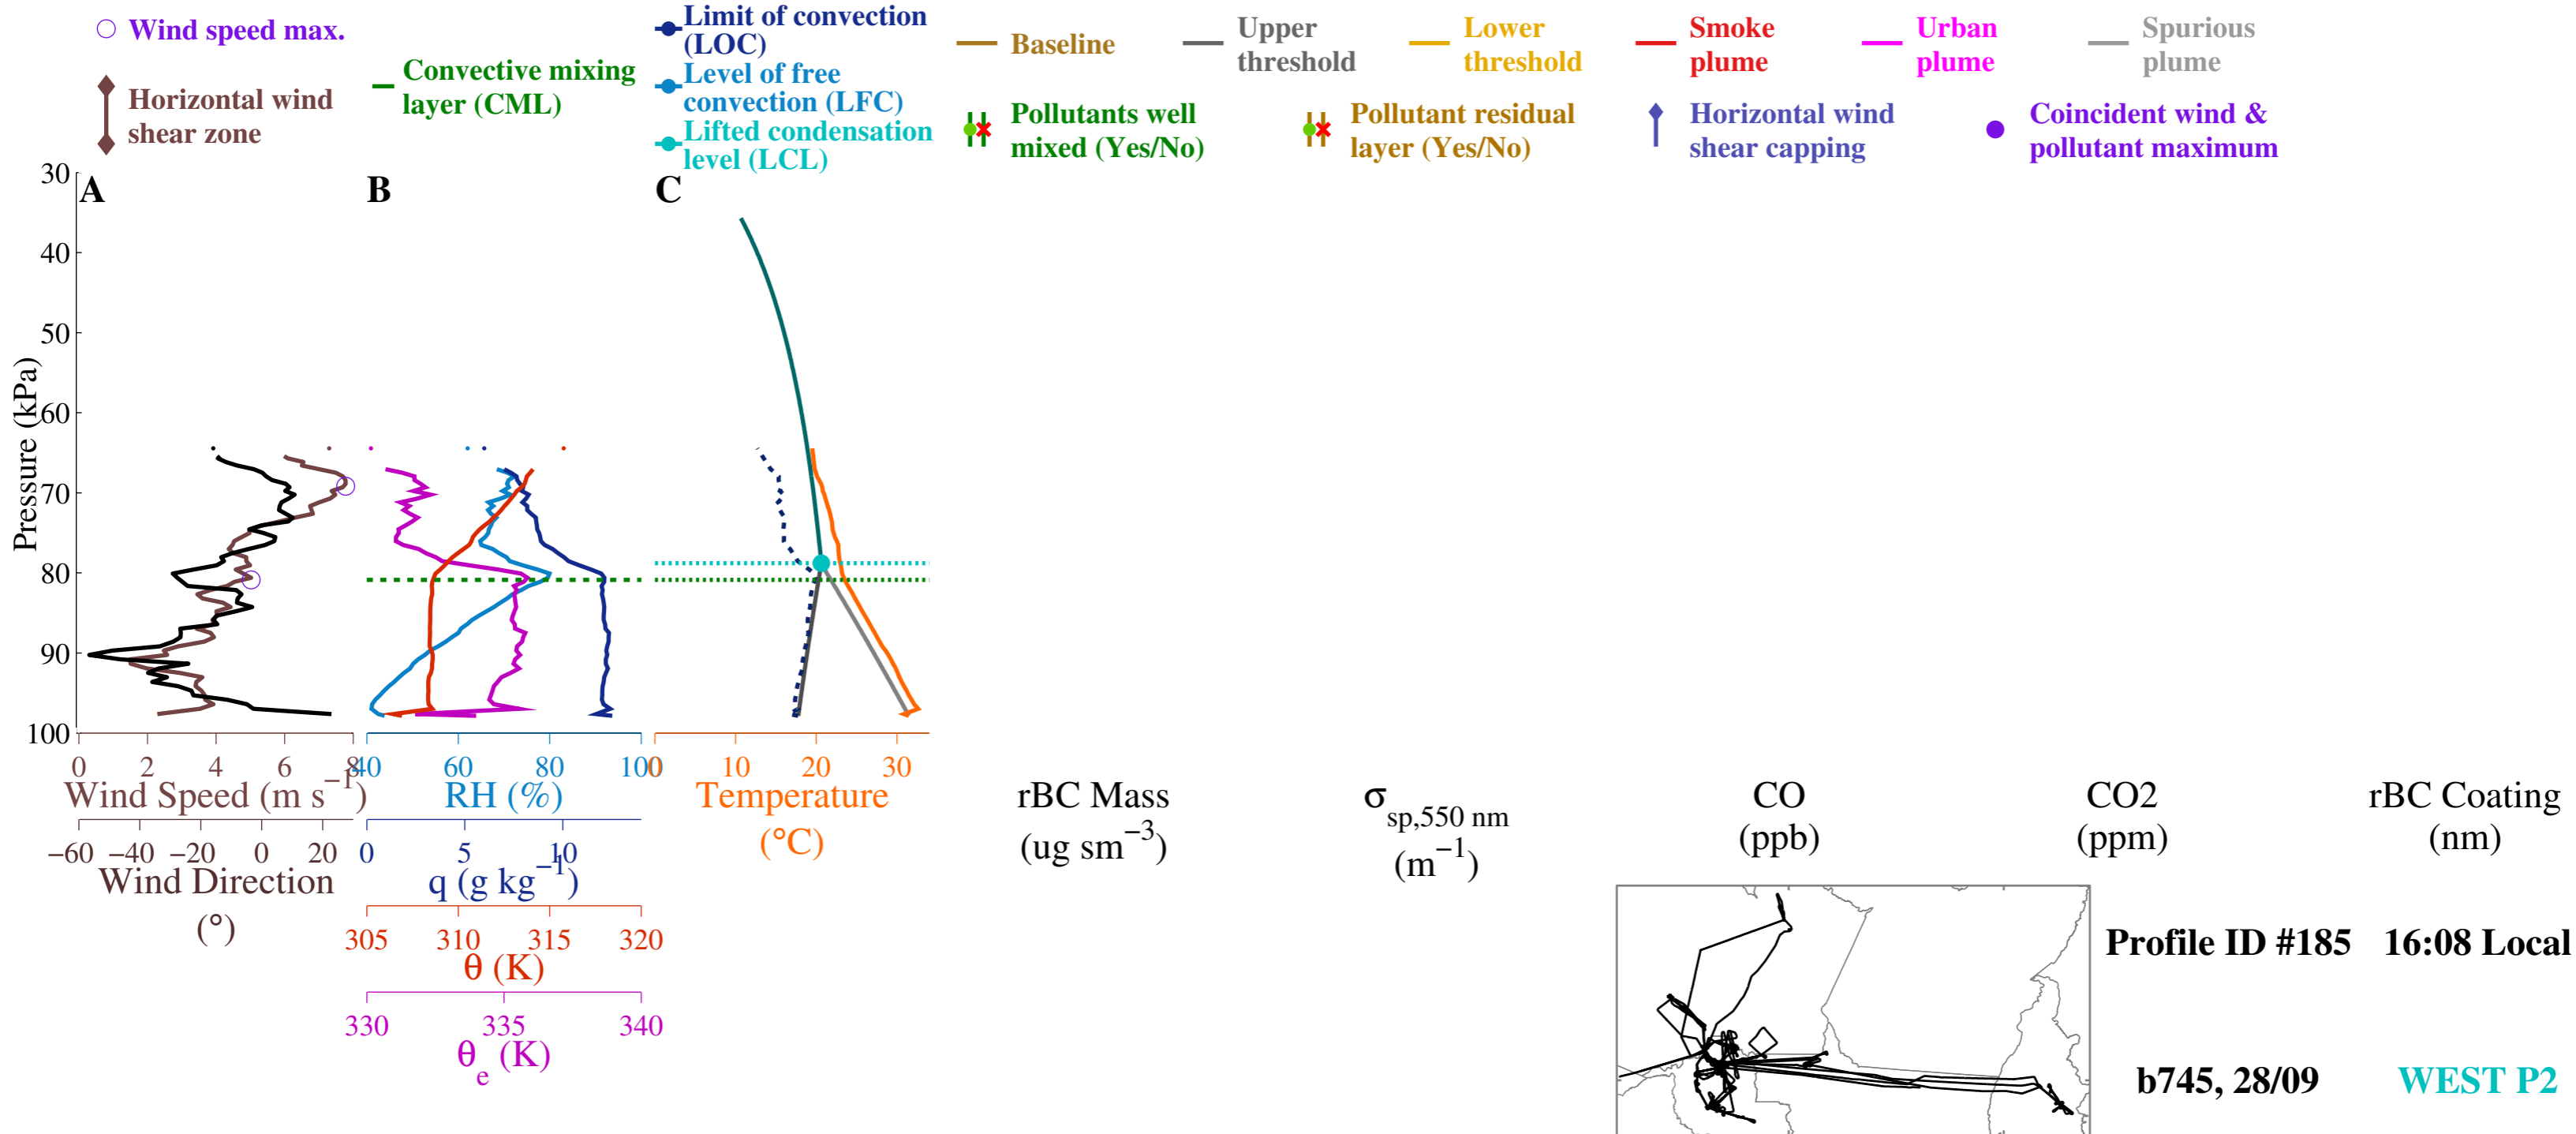 Wind speed max.
Horizontal wind
shear zone
Convective mixing
layer (CML)
Limit of convection
(LOC)
Level of free
convection (LFC)
Lifted condensation
level (LCL)
Baseline
Upper
threshold
Lower
threshold
Smoke
plume
Urban
plume
Spurious
plume
Pollutants well
mixed (Yes/No)
Pollutant residual
layer (Yes/No)
Horizontal wind
shear capping
Coincident wind &
pollutant maximum
A
B
C
30
40
50
60
70
80
90
100
Pressure (kPa)
0 2 4 6 8
Wind Speed (m s−1)
−60 −40 −20 0 20
Wind Direction
(°)
40 60 80 100
RH (%)
0 5 10
q (g kg−1)
305 310 315 320
θ (K)
330 335 340
θe (K)
0 10 20 30
Temperature
(°C)
rBC Mass
(ug sm−3)
σsp,550 nm
(m−1)
CO
(ppb)
CO2
(ppm)
rBC Coating
(nm)
Profile ID #185 16:08 Local
b745, 28/09 WEST P2